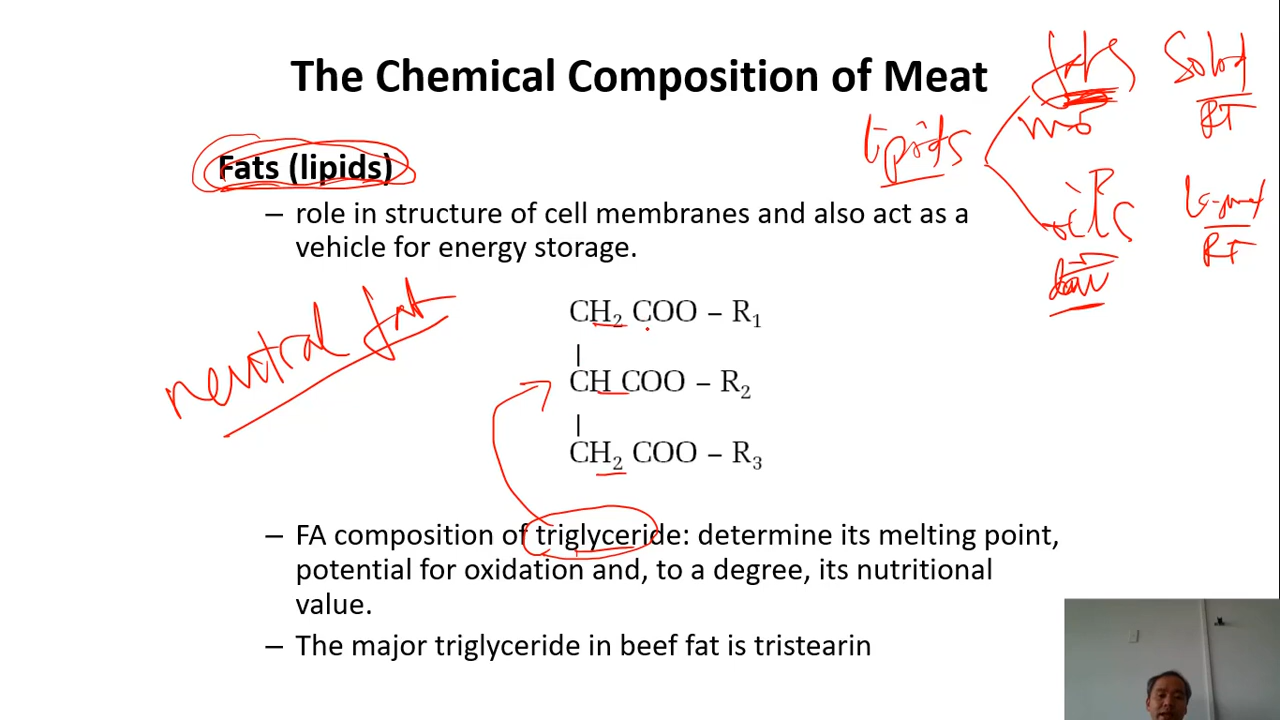 The Chemical Composition of Meat
Fats (lipids)
– role in structure of cell membranes and also act as a
vehicle for energy storage.
CH₂ COO – R₁
|
CH COO – R₂
|
CH₂ COO – R₃
– FA composition of triglyceride: determine its melting point,
potential for oxidation and, to a degree, its nutritional
value.
– The major triglyceride in beef fat is tristearin
neutral fat
lipids
fats
Solid
RT
oils
RT